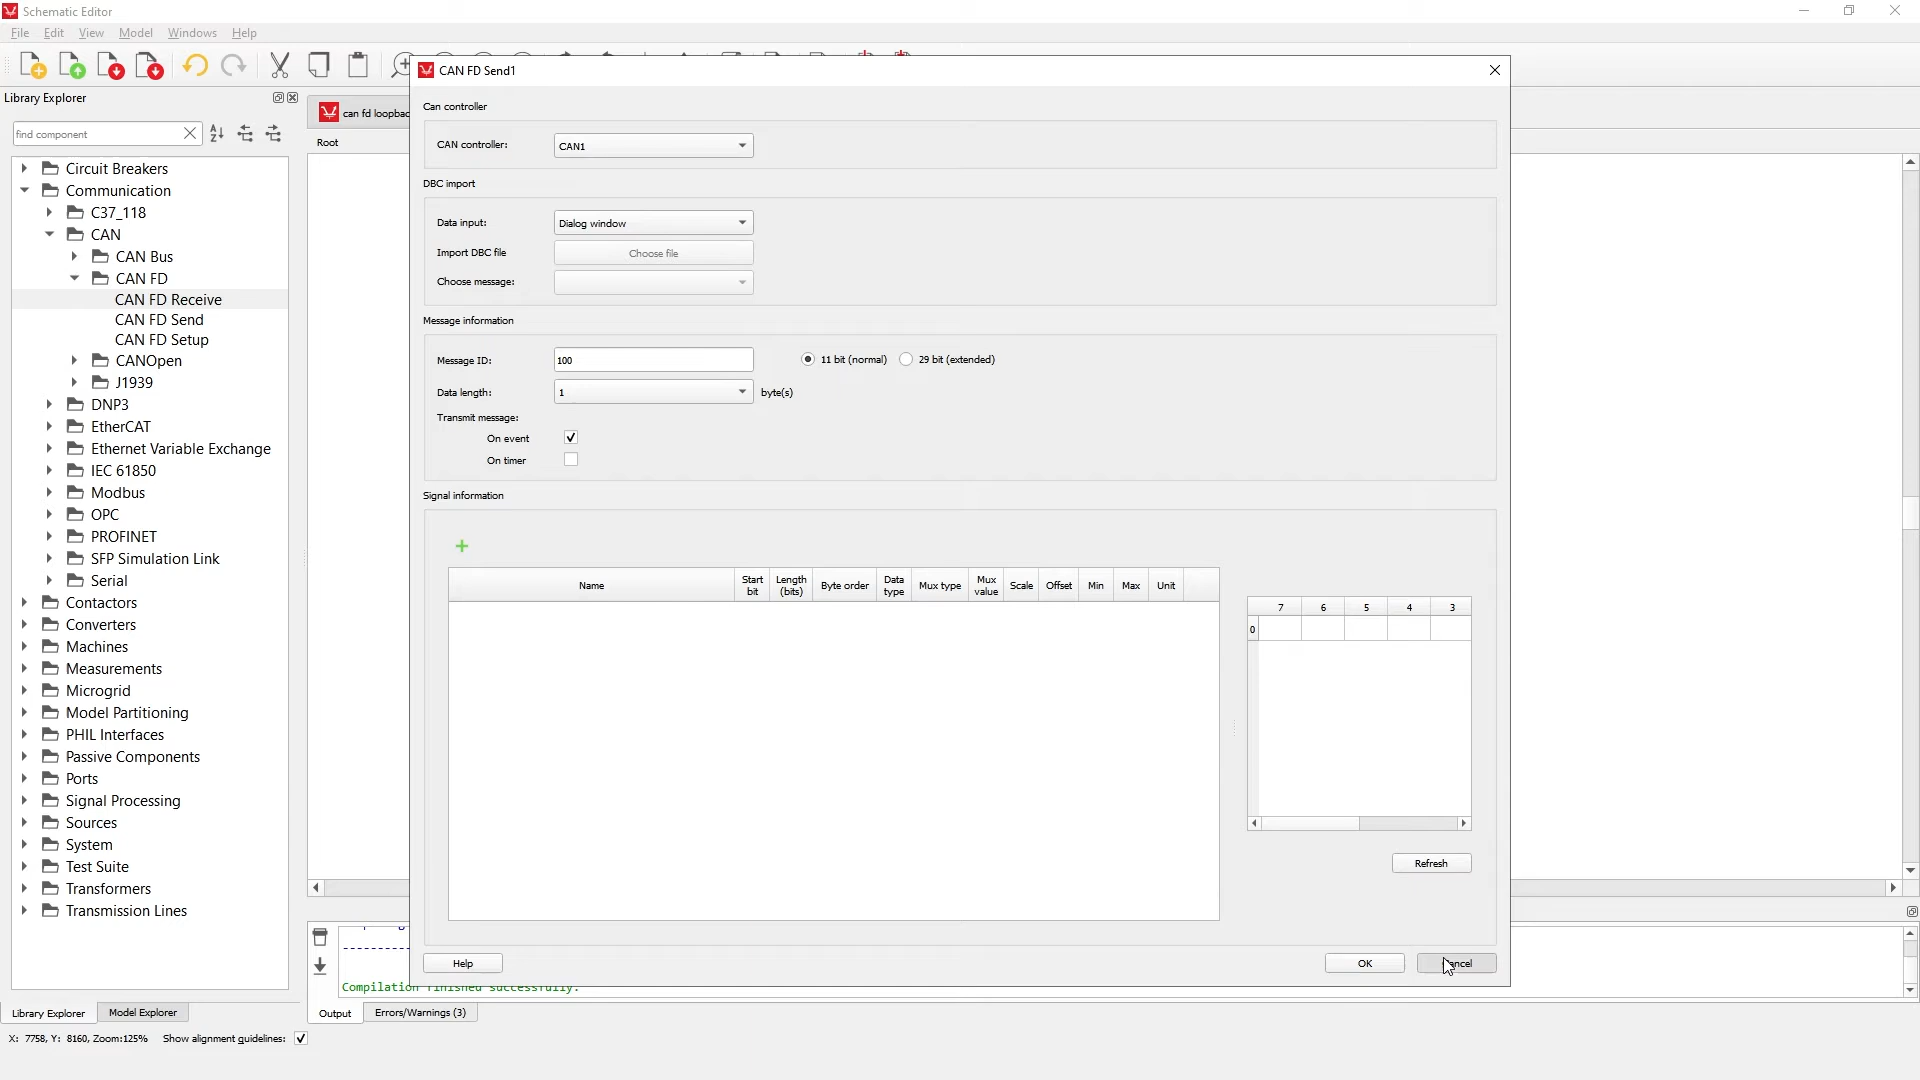 Schematic Editor
File Edit View Model Windows Help
Library Explorer
find component
Circuit Breakers
Communication
C37_118
CAN
CAN Bus
CAN FD
CAN FD Receive
CAN FD Send
CAN FD Setup
CANOpen
J1939
DNP3
EtherCAT
Ethernet Variable Exchange
IEC 61850
Modbus
OPC
PROFINET
SFP Simulation Link
Serial
Contactors
Converters
Machines
Measurements
Microgrid
Model Partitioning
PHIL Interfaces
Passive Components
Ports
Signal Processing
Sources
System
Test Suite
Transformers
Transmission Lines
Library Explorer Model Explorer
X: 7758, Y: 8160, Zoom:125% Show alignment guidelines:
can fd loopbac
Root
CAN FD Send1
Can controller
CAN controller: CAN1
DBC import
Data input: Dialog window
Import DBC file Choose file
Choose message:
Message information
Message ID: 100 11 bit (normal) 29 bit (extended)
Data length: 1 byte(s)
Transmit message:
On event
On timer
Signal information
+
Name Start bit Length (bits) Byte order Data type Mux type Mux value Scale Offset Min Max Unit
7 6 5 4 3
0
Refresh
Help OK ncel
Compilation finished successfully.
Output Errors/Warnings (3)